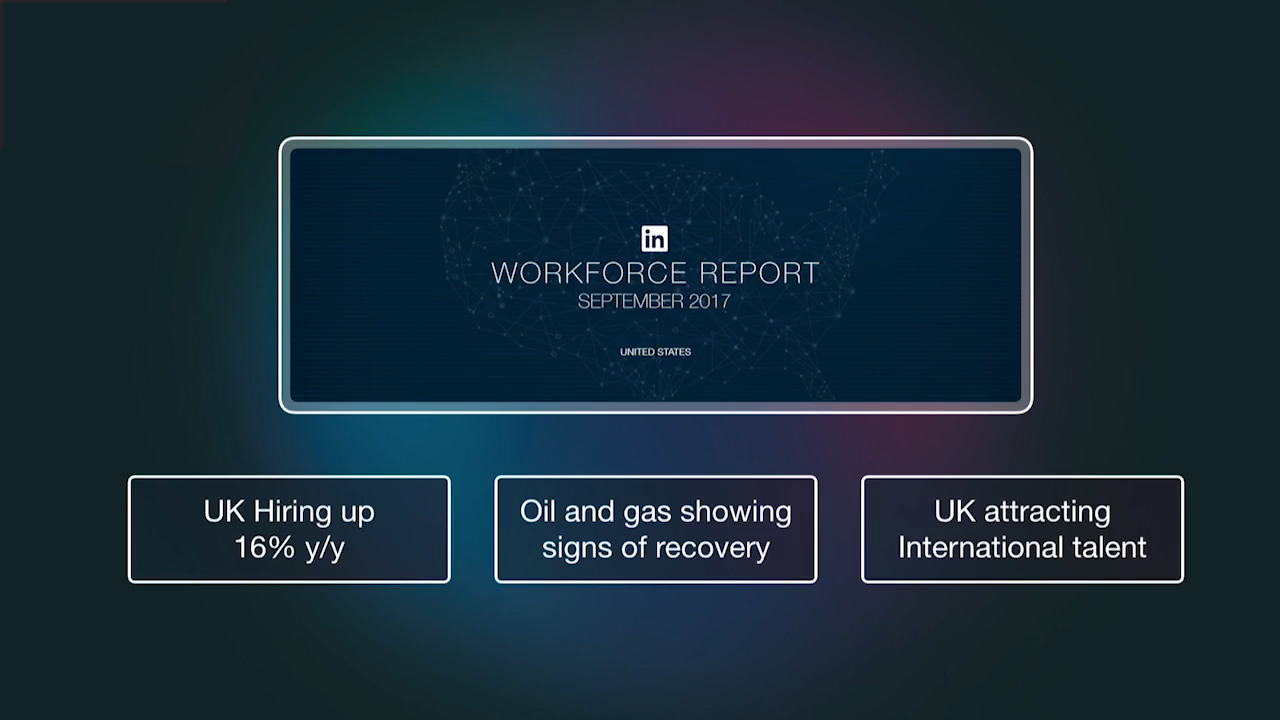 in
WORKFORCE REPORT
SEPTEMBER 2017
UNITED STATES
UK Hiring up
16% y/y
Oil and gas showing
signs of recovery
UK attracting
International talent